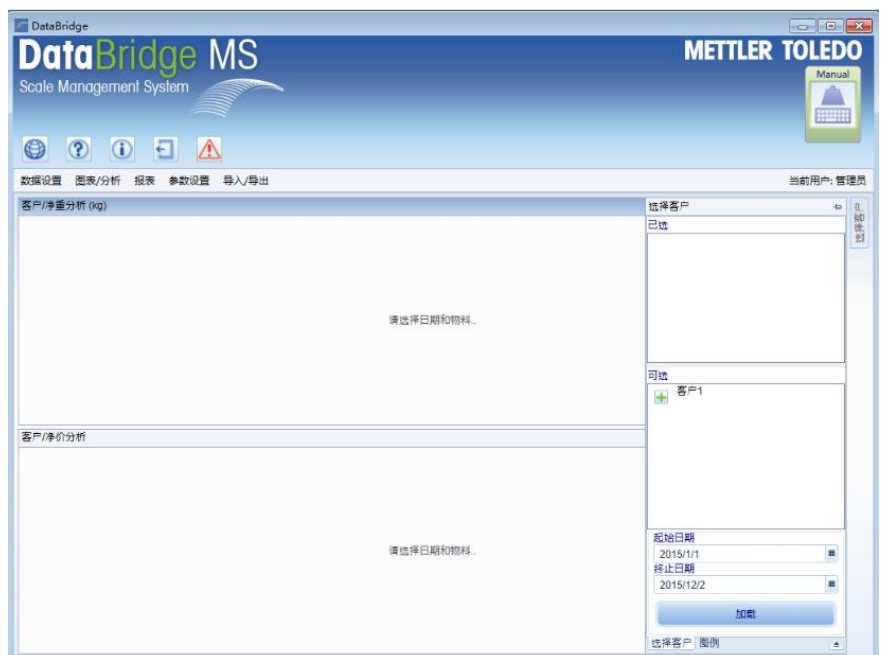 DataBridge
DataBridge MS
Scale Management System
METTLER TOLEDO
Manual
数据设置 图表/分析 报表 参数设置 导入/导出
当前用户: 管理员
客户/净重分析 (kg)
请选择日期和物料..
客户/净价分析
请选择日期和物料..
选择客户
已选
可选
客户1
起始日期
2015/1/1
终止日期
2015/12/2
加载
选择客户 图例